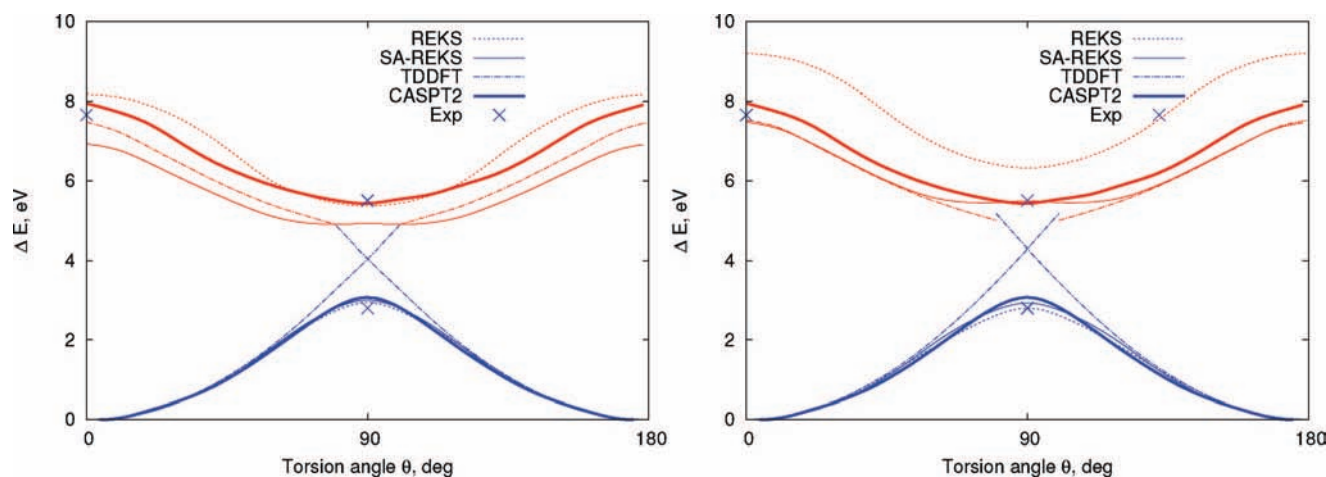 10
8
6
4
2
0
Δ E, eV
REKS
SA-REKS
TDDFT
CASPT2
Exp
0
90
180
Torsion angle θ, deg
10
8
6
4
2
0
Δ E, eV
REKS
SA-REKS
TDDFT
CASPT2
Exp
0
90
180
Torsion angle θ, deg